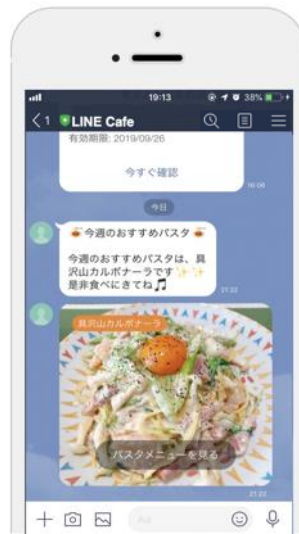 19:13
38%
1 LINE Cafe
有効期限: 2019/09/26
今すぐ確認
16:06
今日
今週のおすすめパスタ
今週のおすすめパスタは、具
沢山カルボナーラです✨✨
是非食べにきてね🎵
21:23
具沢山カルボナーラ
パスタメニューを見る
21:23
Aa